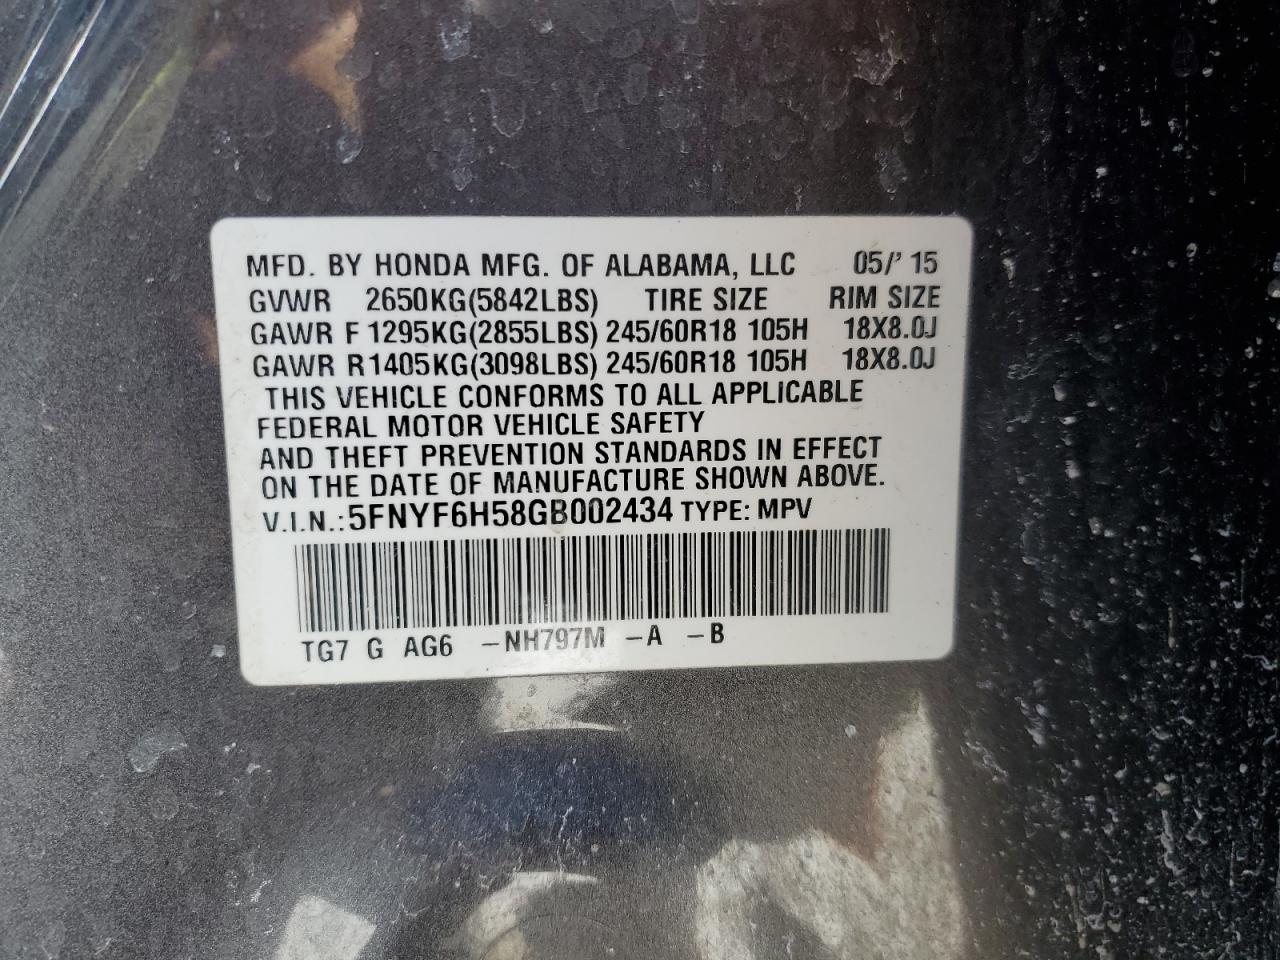 MFD. BY HONDA MFG. OF ALABAMA, LLC 05/' 15
GVWR 2650KG(5842LBS) TIRE SIZE RIM SIZE
GAWR F 1295KG(2855LBS) 245/60R18 105H 18X8.0J
GAWR R1405KG(3098LBS) 245/60R18 105H 18X8.0J
THIS VEHICLE CONFORMS TO ALL APPLICABLE
FEDERAL MOTOR VEHICLE SAFETY
AND THEFT PREVENTION STANDARDS IN EFFECT
ON THE DATE OF MANUFACTURE SHOWN ABOVE.
V.I.N.:5FNYF6H58GB002434 TYPE: MPV
TG7 G AG6 -NH797M -A -B